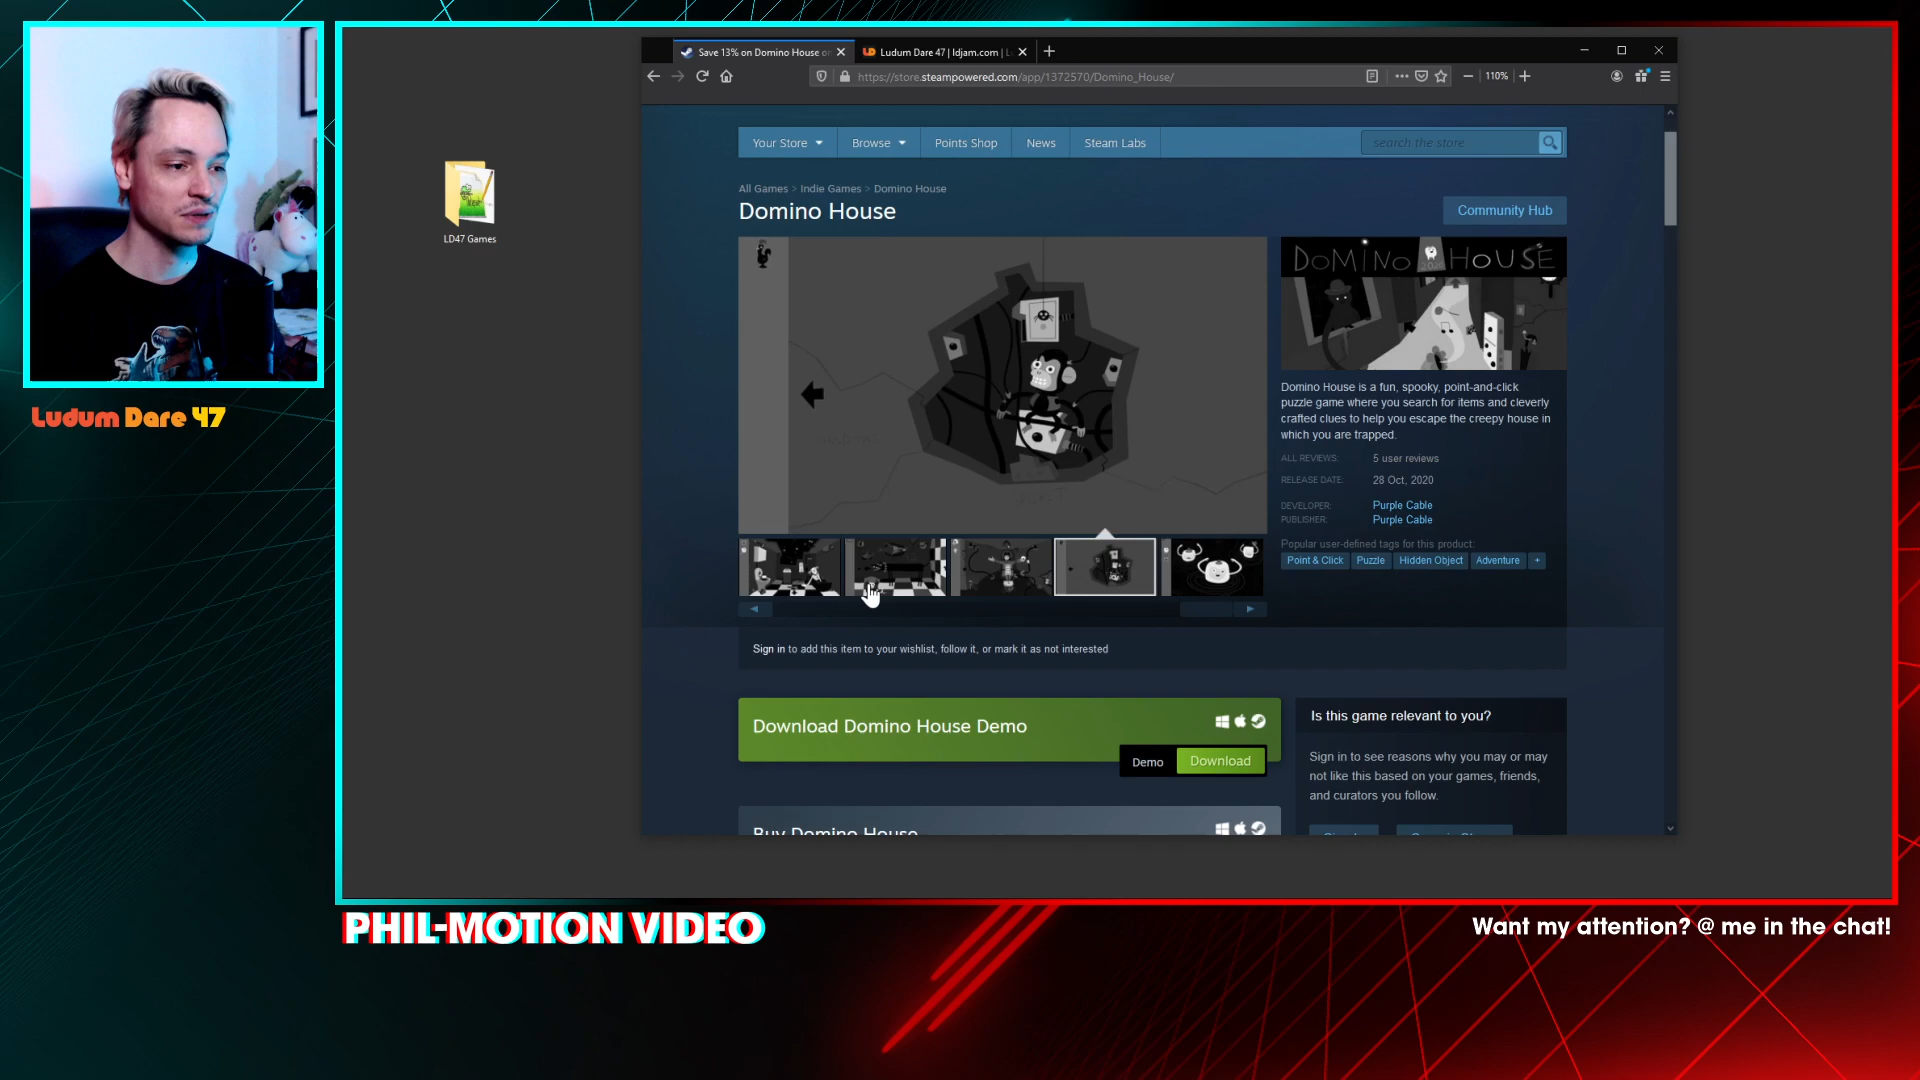 Save 13% on Domino House on
Ludum Dare 47 | ldjam.com |
https://store.steampowered.com/app/1372570/Domino_House/
110%
Your Store
Browse
Points Shop
News
Steam Labs
search the store
All Games > Indie Games > Domino House
Domino House
Community Hub
DOMINO HOUSE
Domino House is a fun, spooky, point-and-click
puzzle game where you search for items and cleverly
crafted clues to help you escape the creepy house in
which you are trapped.
ALL REVIEWS: 5 user reviews
RELEASE DATE: 28 Oct, 2020
DEVELOPER: Purple Cable
PUBLISHER: Purple Cable
Popular user-defined tags for this product:
Point & Click
Puzzle
Hidden Object
Adventure
+
Sign in to add this item to your wishlist, follow it, or mark it as not interested
Download Domino House Demo
Demo
Download
Is this game relevant to you?
Sign in to see reasons why you may or may
not like this based on your games, friends,
and curators you follow.
Buy Domino House
LD47 Games
Ludum Dare 47
PHIL-MOTION VIDEO
Want my attention? @ me in the chat!